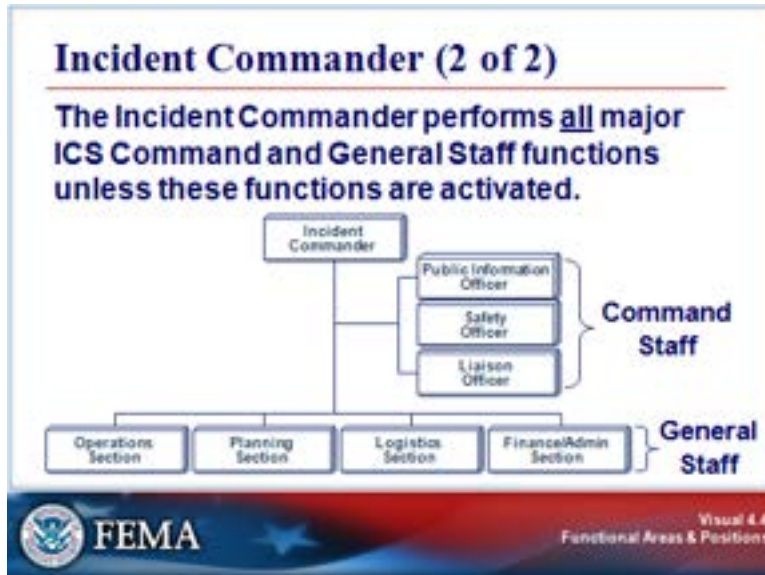 Incident Commander (2 of 2)
The Incident Commander performs all major
ICS Command and General Staff functions
unless these functions are activated.
Incident
Commander
Public Information
Officer
Safety
Officer
Liaison
Officer
Command
Staff
Operations
Section
Planning
Section
Logistics
Section
Finance/Admin
Section
General
Staff
FEMA
Visual 4.4
Functional Areas & Positions